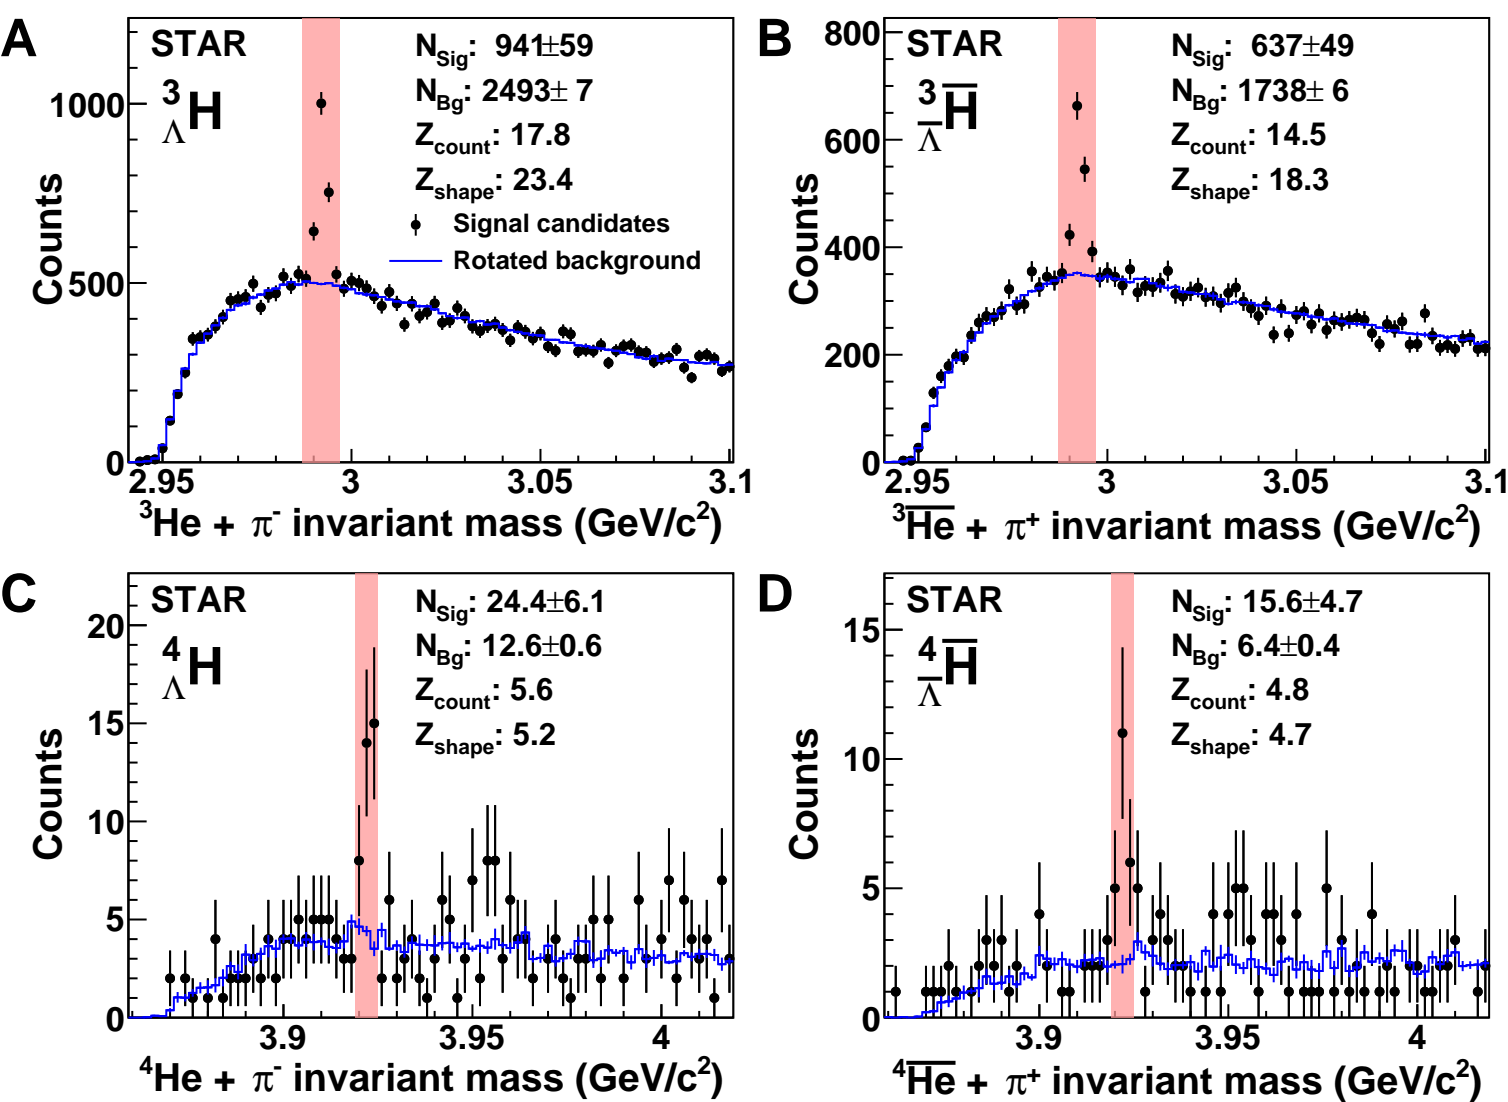 A
STAR
³ΛH
N_Sig: 941±59
N_Bg: 2493± 7
Z_count: 17.8
Z_shape: 23.4
Signal candidates
Rotated background
Counts
1000
500
0
2.95 3 3.05 3.1
³He + π⁻ invariant mass (GeV/c²)
B
STAR
³Λ̅H̅
N_Sig: 637±49
N_Bg: 1738± 6
Z_count: 14.5
Z_shape: 18.3
Counts
800
600
400
200
0
2.95 3 3.05 3.1
³H̅e̅ + π⁺ invariant mass (GeV/c²)
C
STAR
⁴ΛH
N_Sig: 24.4±6.1
N_Bg: 12.6±0.6
Z_count: 5.6
Z_shape: 5.2
Counts
20
15
10
5
0
3.9 3.95 4
⁴He + π⁻ invariant mass (GeV/c²)
D
STAR
⁴Λ̅H̅
N_Sig: 15.6±4.7
N_Bg: 6.4±0.4
Z_count: 4.8
Z_shape: 4.7
Counts
15
10
5
0
3.9 3.95 4
⁴H̅e̅ + π⁺ invariant mass (GeV/c²)